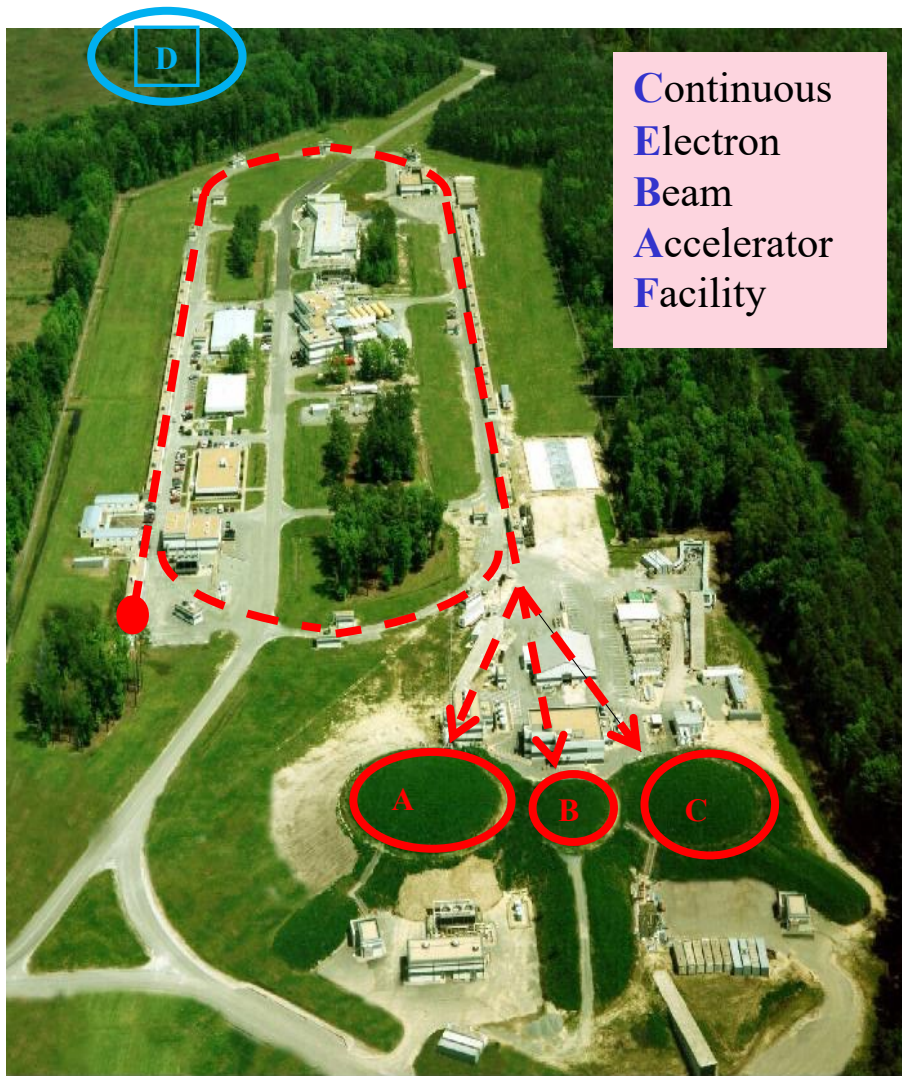 D
Continuous
Electron
Beam
Accelerator
Facility
A
B
C